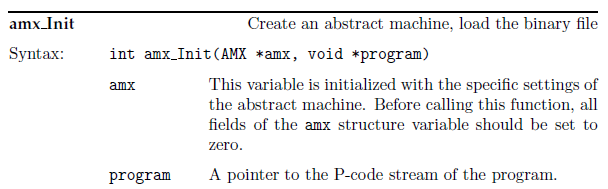 amx_Init Create an abstract machine, load the binary file
Syntax: int amx_Init(AMX *amx, void *program)
amx This variable is initialized with the specific settings of
the abstract machine. Before calling this function, all
fields of the amx structure variable should be set to
zero.
program A pointer to the P-code stream of the program.